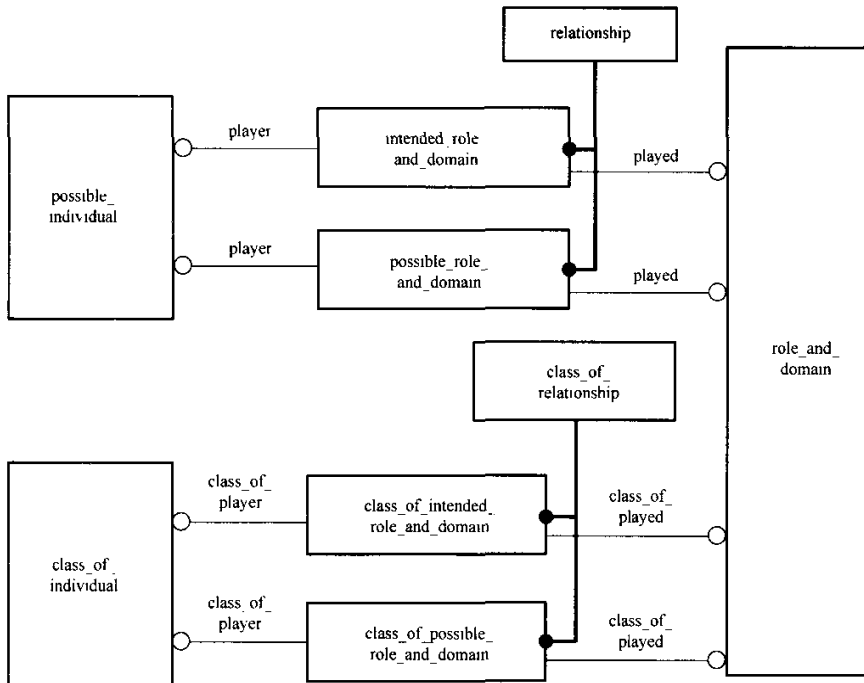 relationship
player
intended_role
and_domain
played
possible_
individual
player
possible_role_
and_domain
played
role_and_
domain
class_of_
relationship
class_of_
player
class_of_intended_
role_and_domain
class_of_
played
class_of_
individual
class_of_
player
class_of_possible_
role_and_domain
class_of_
played